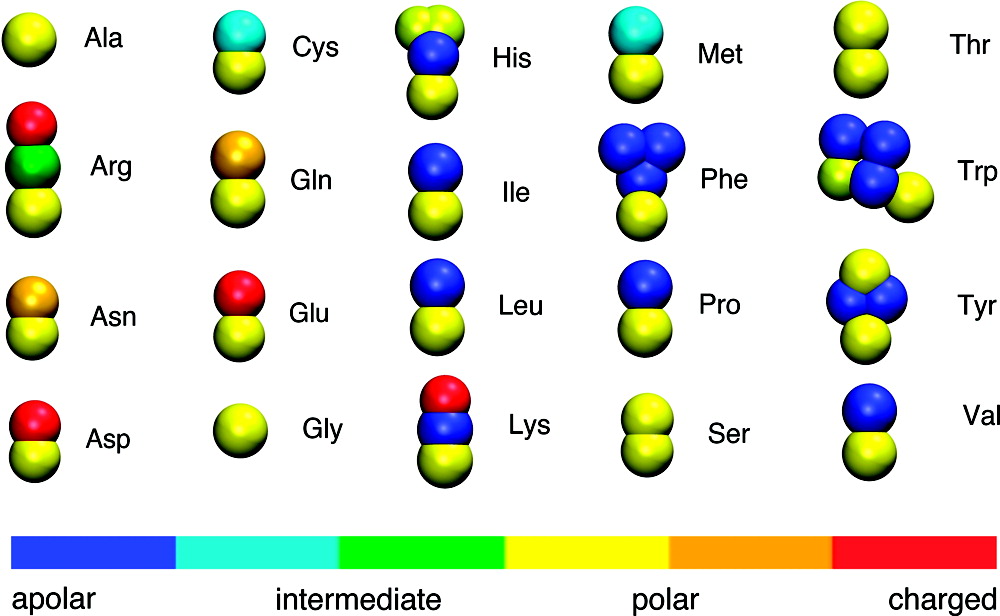 Ala
Cys
His
Met
Thr
Arg
Gln
Ile
Phe
Trp
Asn
Glu
Leu
Pro
Tyr
Asp
Gly
Lys
Ser
Val
apolar intermediate polar charged